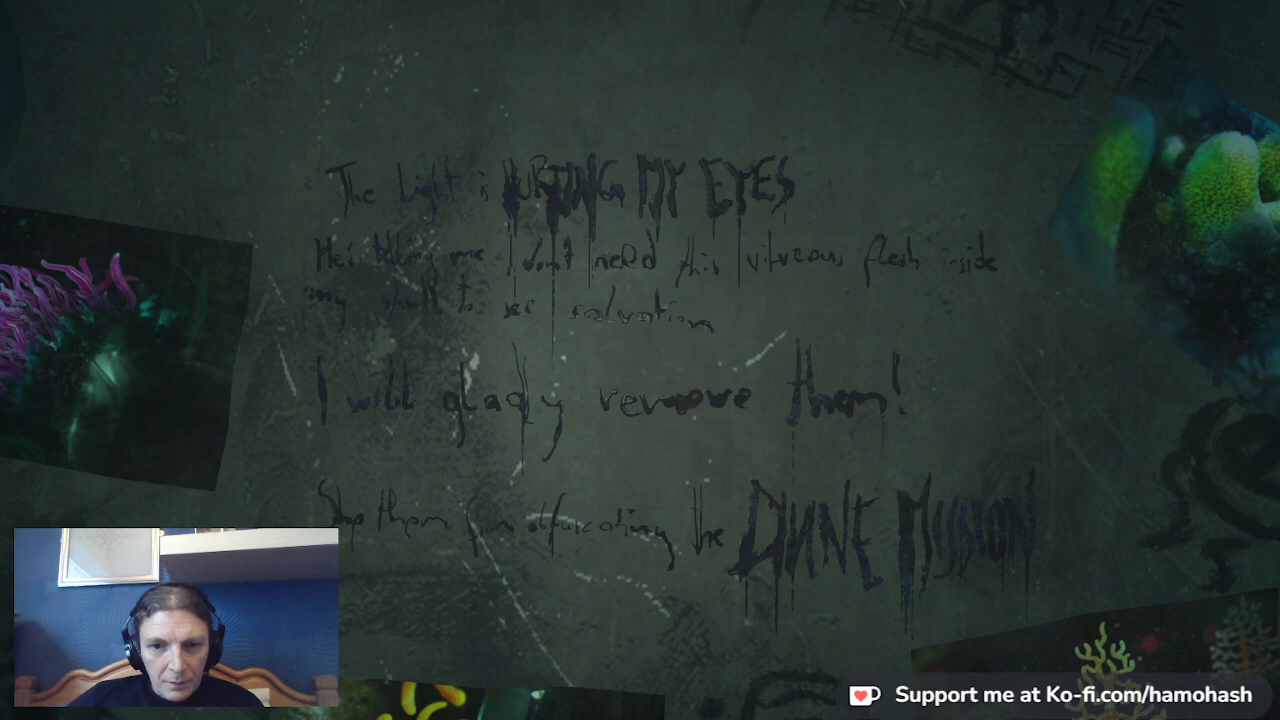 The Light is HURTING MY EYES
He's telling me I don't need this vitreous flesh inside
my skull to see salvation
I will glady remove them!
Stop them from obfuscating the DIVINE MISSION
Support me at Ko-fi.com/hamohash